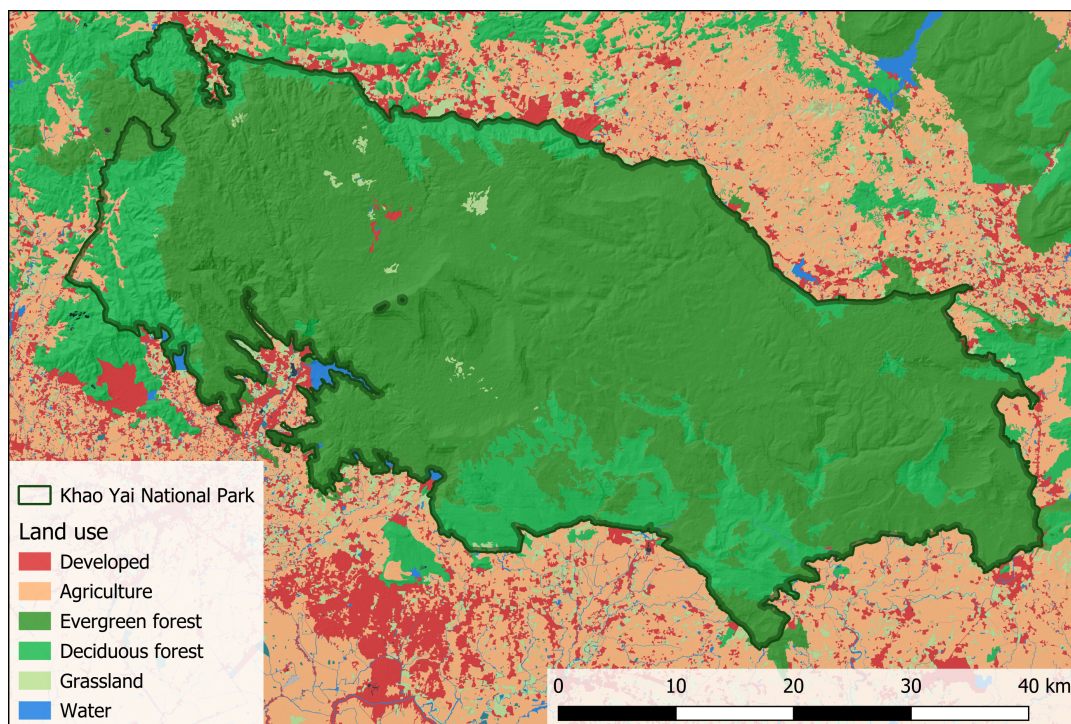 Khao Yai National Park
Land use
Developed
Agriculture
Evergreen forest
Deciduous forest
Grassland
Water
0 10 20 30 40 km